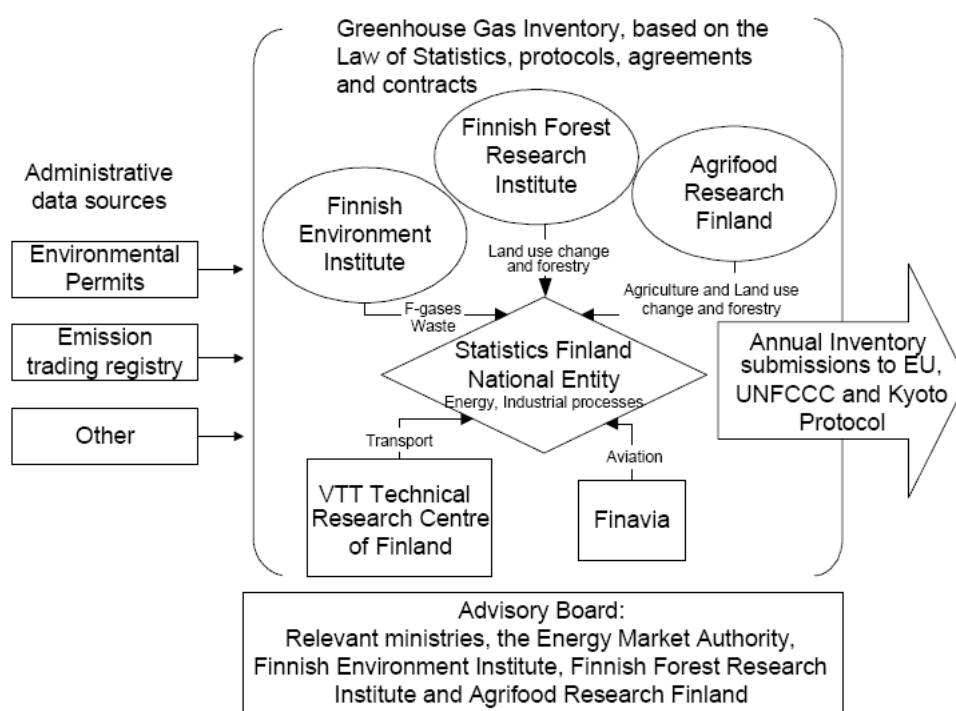 Greenhouse Gas Inventory, based on the
Law of Statistics, protocols, agreements
and contracts
Administrative
data sources
Environmental
Permits
Emission
trading registry
Other
Finnish
Environment
Institute
Finnish Forest
Research
Institute
Agrifood
Research
Finland
F-gases
Waste
Land use change
and forestry
Agriculture and Land use
change and forestry
Statistics Finland
National Entity
Energy, Industrial processes
Transport
Aviation
VTT Technical
Research Centre
of Finland
Finavia
Annual Inventory
submissions to EU,
UNFCCC and Kyoto
Protocol
Advisory Board:
Relevant ministries, the Energy Market Authority,
Finnish Environment Institute, Finnish Forest Research
Institute and Agrifood Research Finland